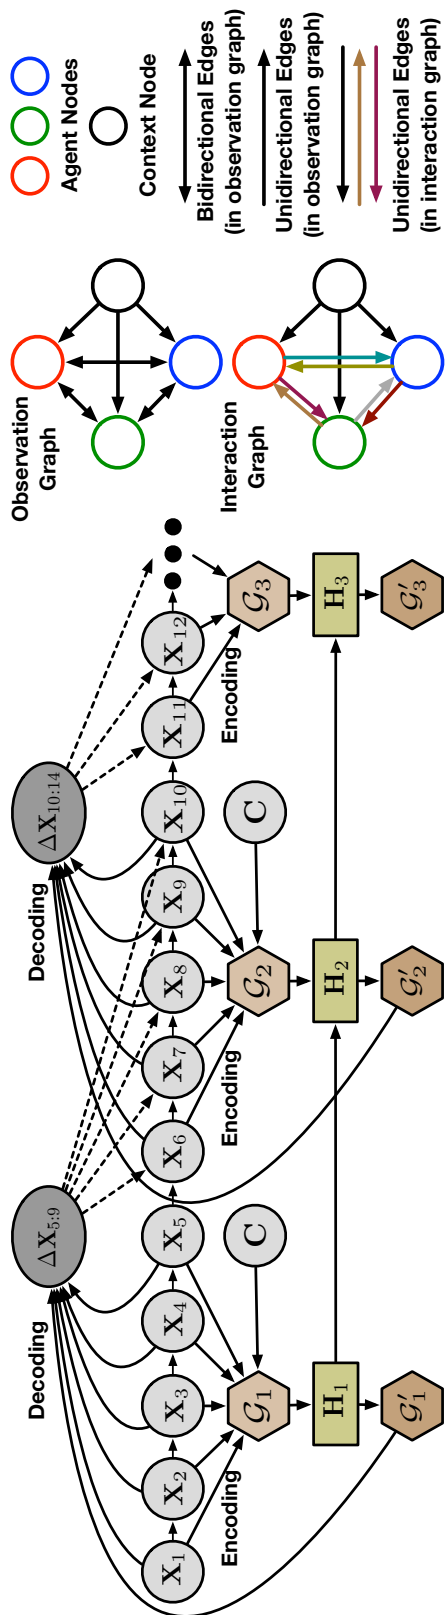 Decoding
Decoding
ΔX5:9
ΔX10:14
X1
X2
X3
X4
X5
X6
X7
X8
X9
X10
X11
X12
Encoding
Encoding
Encoding
C
C
G1
G2
G3
H1
H2
H3
G′1
G′2
G′3
Observation
Graph
Interaction
Graph
Agent Nodes
Context Node
Bidirectional Edges
(in observation graph)
Unidirectional Edges
(in observation graph)
Unidirectional Edges
(in interaction graph)